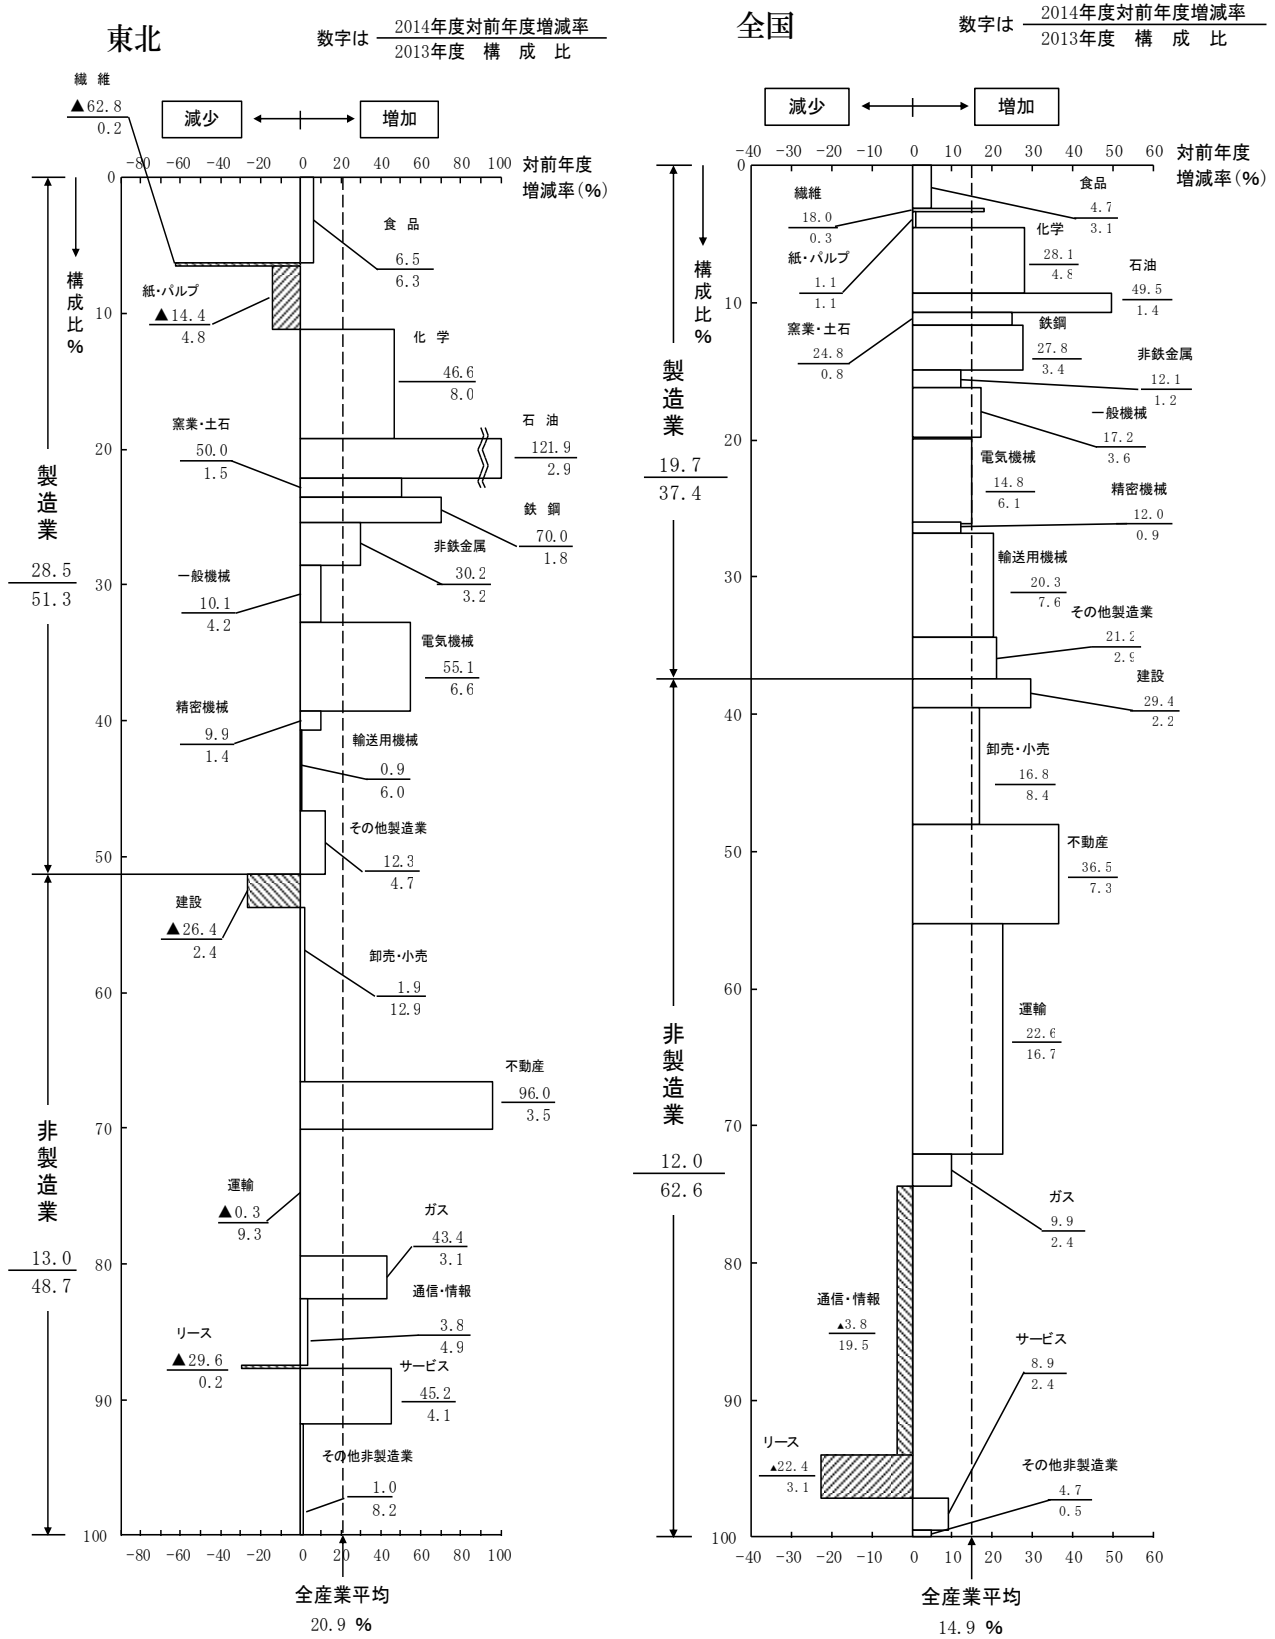 東北
数字は 2014年度対前年度増減率
2013年度 構 成 比
減少
増加
-80 -60 -40 -20 0 20 40 60 80 100
対前年度
増減率(%)
構成比%
0
10
20
30
40
50
60
70
80
90
100
製造業
28.5
51.3
非製造業
13.0
48.7
繊 維
▲62.8
0.2
食 品
6.5
6.3
紙・パルプ
▲14.4
4.8
化 学
46.6
8.0
石 油
121.9
2.9
窯業・土石
50.0
1.5
鉄 鋼
70.0
1.8
非鉄金属
30.2
3.2
一般機械
10.1
4.2
電気機械
55.1
6.6
精密機械
9.9
1.4
輸送用機械
0.9
6.0
その他製造業
12.3
4.7
建設
▲26.4
2.4
卸売・小売
1.9
12.9
不動産
96.0
3.5
運輸
▲0.3
9.3
ガス
43.4
3.1
通信・情報
3.8
4.9
リース
▲29.6
0.2
サービス
45.2
4.1
その他非製造業
1.0
8.2
-80 -60 -40 -20 0 20 40 60 80 100
全産業平均
20.9 %
全国
数字は 2014年度対前年度増減率
2013年度 構 成 比
減少
増加
-40 -30 -20 -10 0 10 20 30 40 50 60
対前年度
増減率(%)
構成比%
0
10
20
30
40
50
60
70
80
90
100
製造業
19.7
37.4
非製造業
12.0
62.6
食品
4.7
3.1
繊維
18.0
0.3
紙・パルプ
1.1
1.1
化学
28.1
4.8
石油
49.5
1.4
窯業・土石
24.8
0.8
鉄鋼
27.8
3.4
非鉄金属
12.1
1.2
一般機械
17.2
3.6
電気機械
14.8
6.1
精密機械
12.0
0.9
輸送用機械
20.3
7.6
その他製造業
21.2
2.9
建設
29.4
2.2
卸売・小売
16.8
8.4
不動産
36.5
7.3
運輸
22.6
16.7
ガス
9.9
2.4
通信・情報
▲3.8
19.5
サービス
8.9
2.4
リース
▲22.4
3.1
その他非製造業
4.7
0.5
-40 -30 -20 -10 0 10 20 30 40 50 60
全産業平均
14.9 %